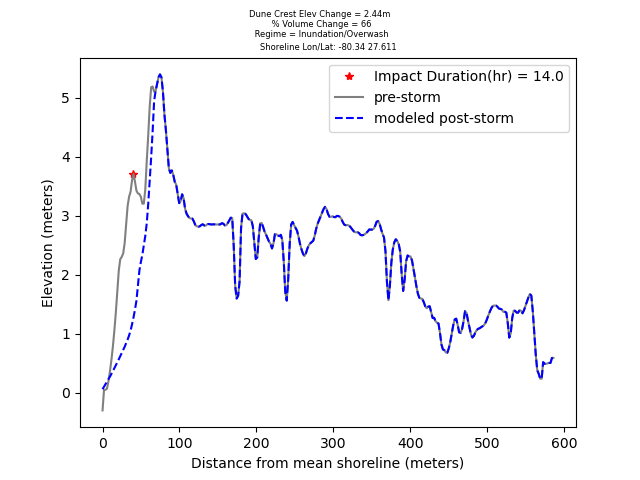 Dune Crest Elev Change = 2.44m
% Volume Change = 66
Regime = Inundation/Overwash
Shoreline Lon/Lat: -80.34 27.611
Impact Duration(hr) = 14.0
pre-storm
modeled post-storm
Elevation (meters)
5
4
3
2
1
0
0 100 200 300 400 500 600
Distance from mean shoreline (meters)